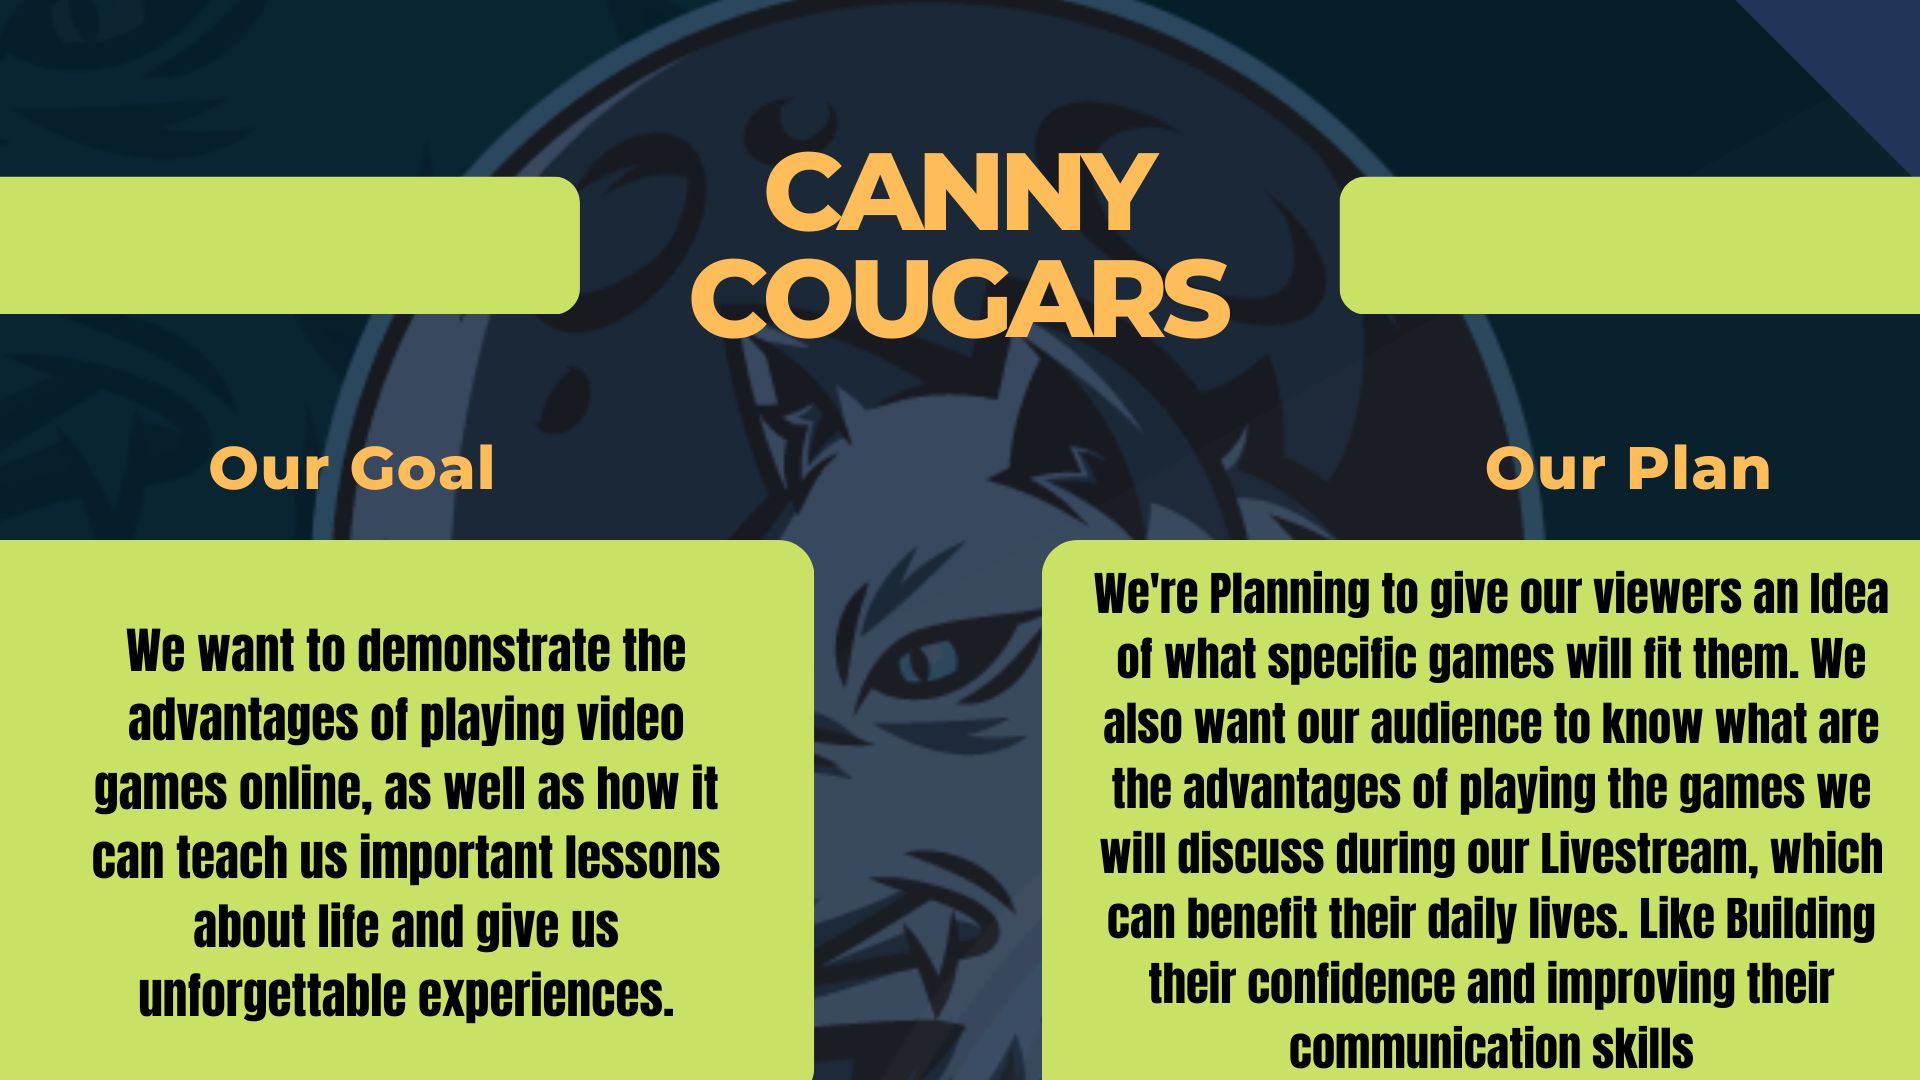 CANNY
COUGARS
Our Goal
We want to demonstrate the
advantages of playing video
games online, as well as how it
can teach us important lessons
about life and give us
unforgettable experiences.
Our Plan
We're Planning to give our viewers an Idea
of what specific games will fit them. We
also want our audience to know what are
the advantages of playing the games we
will discuss during our Livestream, which
can benefit their daily lives. Like Building
their confidence and improving their
communication skills